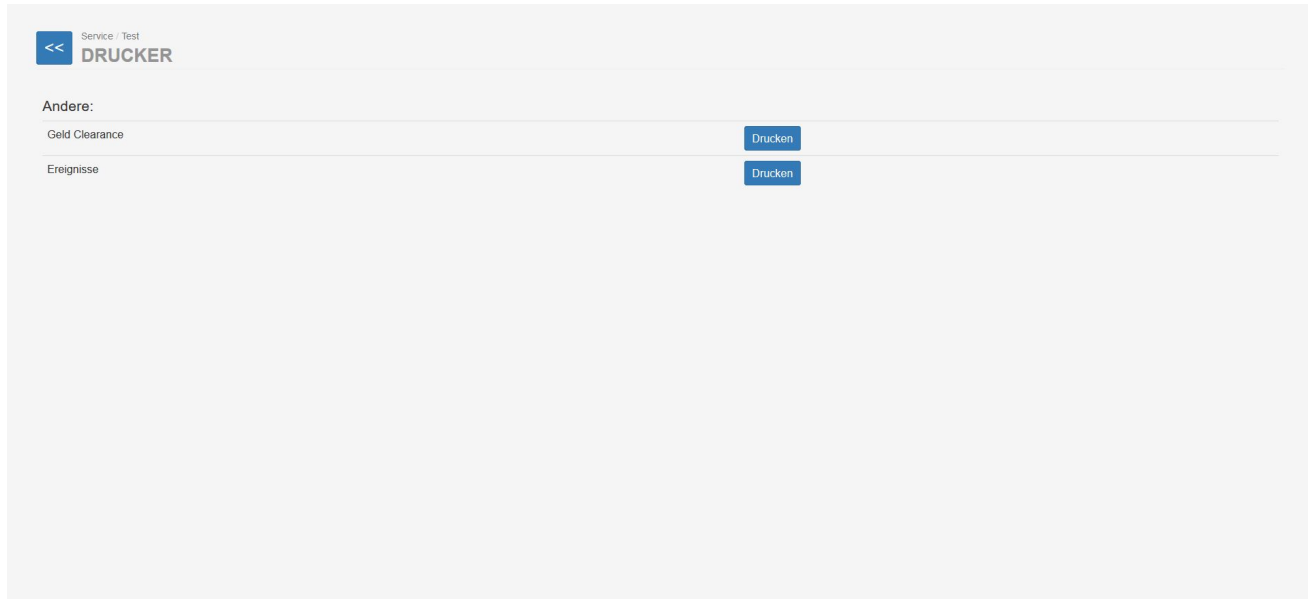 <<
Service / Test
DRUCKER
Andere:
Geld Clearance
Drucken
Ereignisse
Drucken